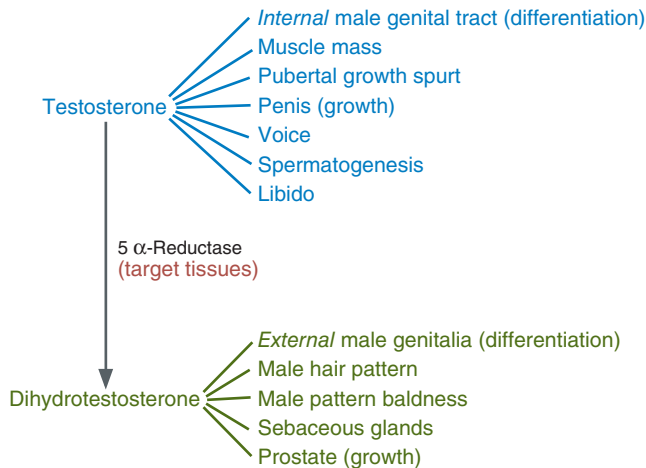 Internal male genital tract (differentiation)
Muscle mass
Pubertal growth spurt
Testosterone
Penis (growth)
Voice
Spermatogenesis
Libido
5 α-Reductase
(target tissues)
External male genitalia (differentiation)
Male hair pattern
Dihydrotestosterone
Male pattern baldness
Sebaceous glands
Prostate (growth)